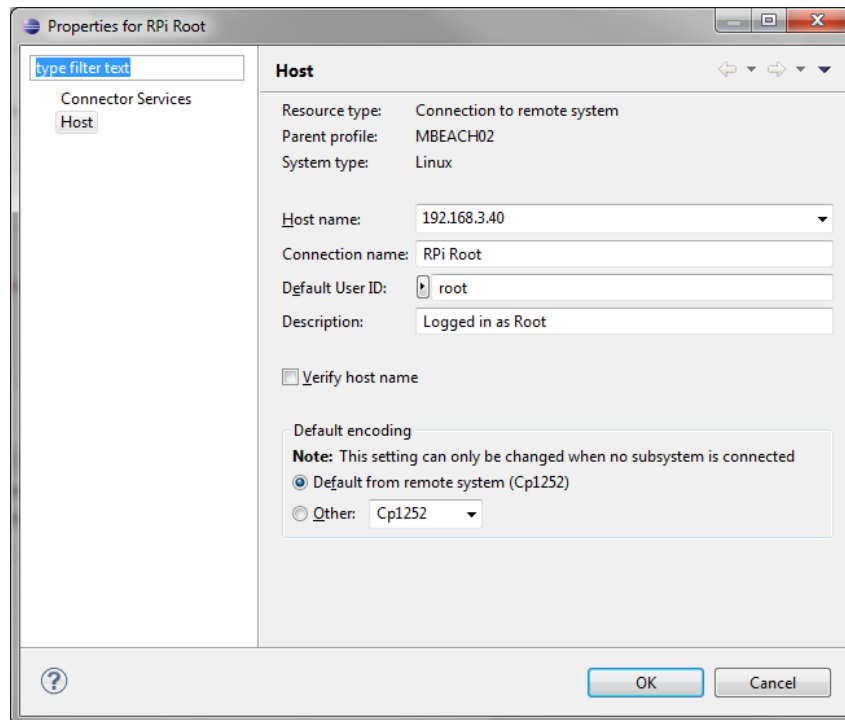 Properties for RPi Root
type filter text
Connector Services
Host
Host
Resource type: Connection to remote system
Parent profile: MBEACH02
System type: Linux
Host name: 192.168.3.40
Connection name: RPi Root
Default User ID: root
Description: Logged in as Root
Verify host name
Default encoding
Note: This setting can only be changed when no subsystem is connected
Default from remote system (Cp1252)
Other: Cp1252
? OK Cancel